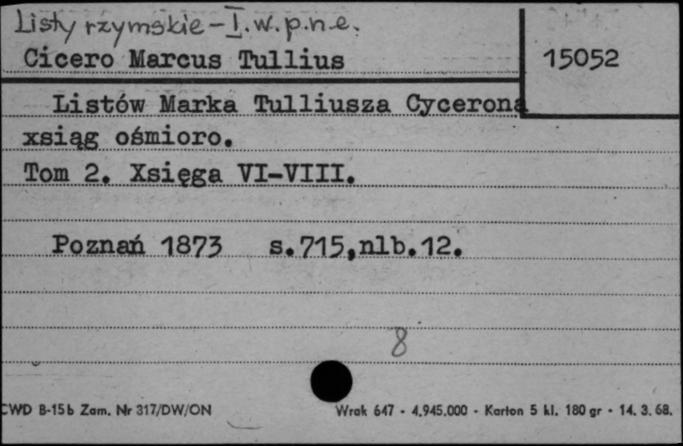 Listy rzymskie – I. w. p. n. e.
Cicero Marcus Tullius
15052
Listów Marka Tulliusza Cycerona
xsiąg ośmioro.
Tom 2. Xsięga VI-VIII.
Poznań 1873 s.715,nlb.12.
8
CWD B-15b Zam. Nr 317/DW/ON
Wrak 647 - 4.945.000 - Karton 5 kl. 180 gr - 14. 3. 68.